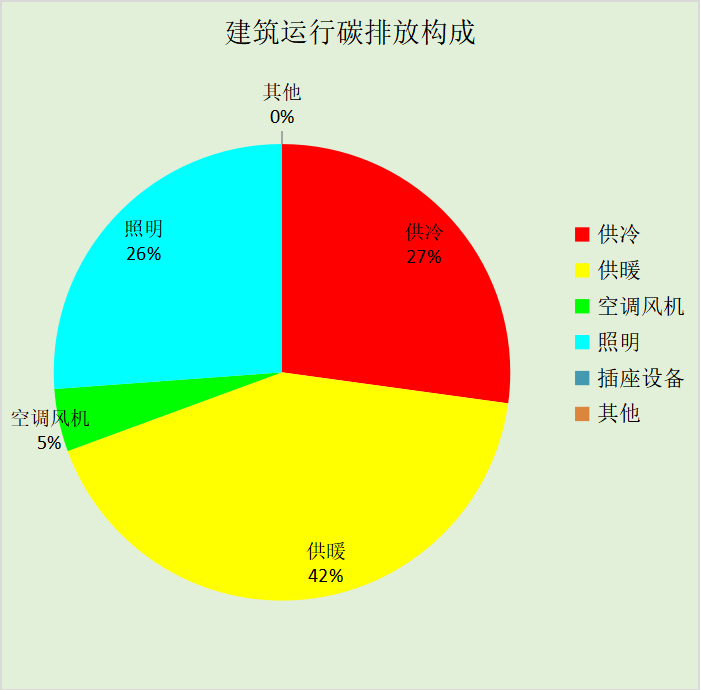 建筑运行碳排放构成
其他
0%
照明
26%
供冷
27%
空调风机
5%
供暖
42%
供冷
供暖
空调风机
照明
插座设备
其他